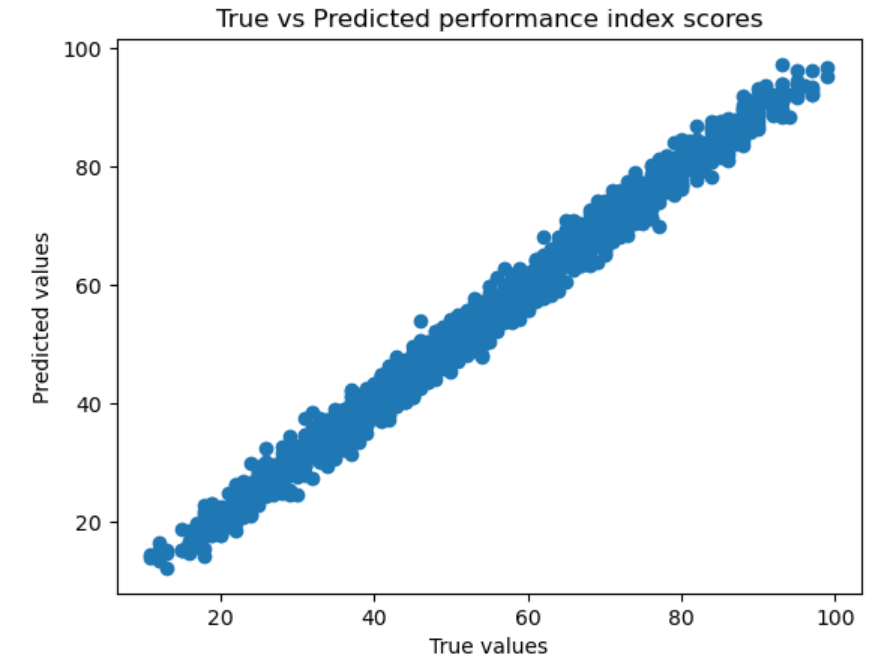 True vs Predicted performance index scores
100
80
60
40
20
Predicted values
20 40 60 80 100
True values